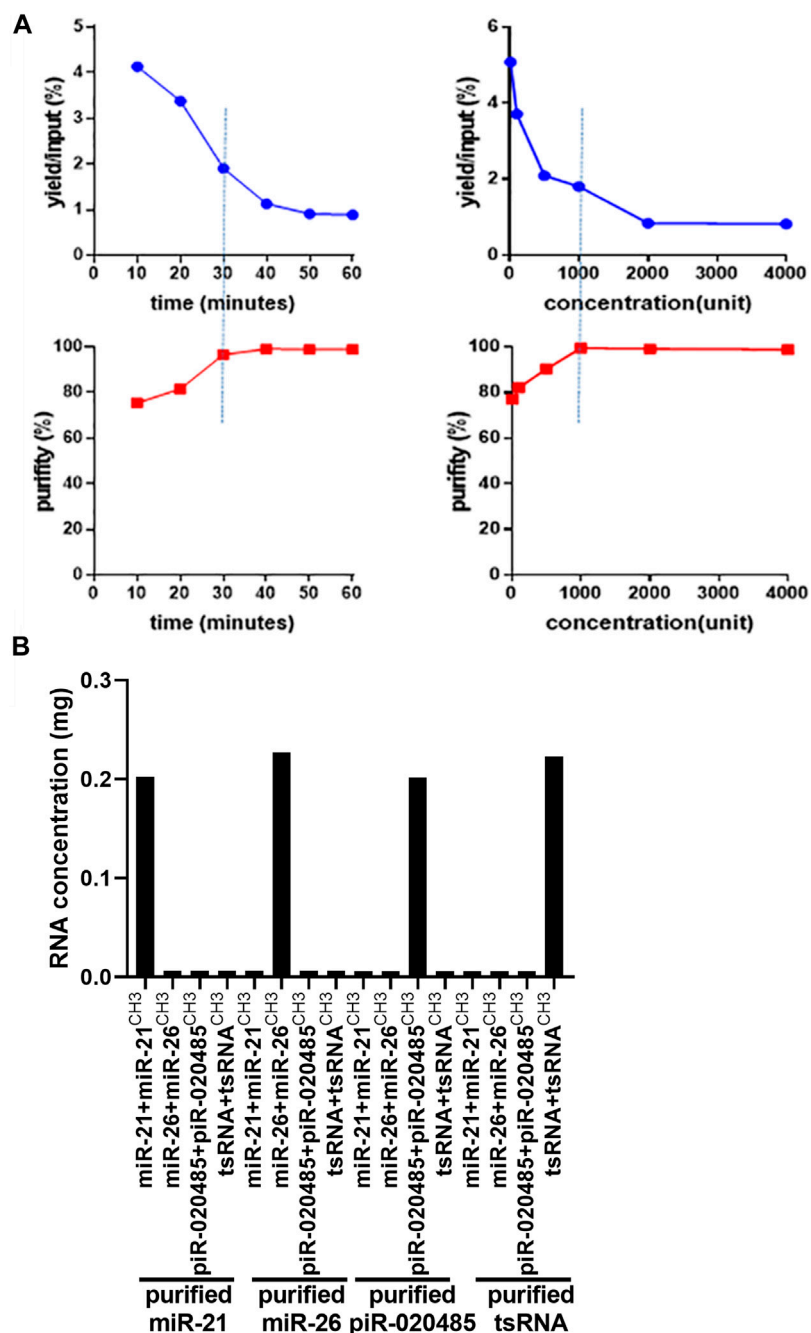 A
yield/input (%)
5
4
3
2
1
0
0 10 20 30 40 50 60
time (minutes)
yield/input (%)
6
4
2
0
0 1000 2000 3000 4000
concentration(unit)
purifity (%)
100
80
60
40
20
0
0 10 20 30 40 50 60
time (minutes)
purifity (%)
100
80
60
40
20
0
0 1000 2000 3000 4000
concentration(unit)
B
RNA concentration (mg)
0.3
0.2
0.1
0.0
miR-21+miR-21CH3
miR-26+miR-26CH3
piR-020485+piR-020485CH3
tsRNA+tsRNACH3
miR-21+miR-21CH3
miR-26+miR-26CH3
piR-020485+piR-020485CH3
tsRNA+tsRNACH3
miR-21+miR-21CH3
miR-26+miR-26CH3
piR-020485+piR-020485CH3
tsRNA+tsRNACH3
miR-21+miR-21CH3
miR-26+miR-26CH3
piR-020485+piR-020485CH3
tsRNA+tsRNACH3
purified
miR-21
purified
miR-26
purified
piR-020485
purified
tsRNA